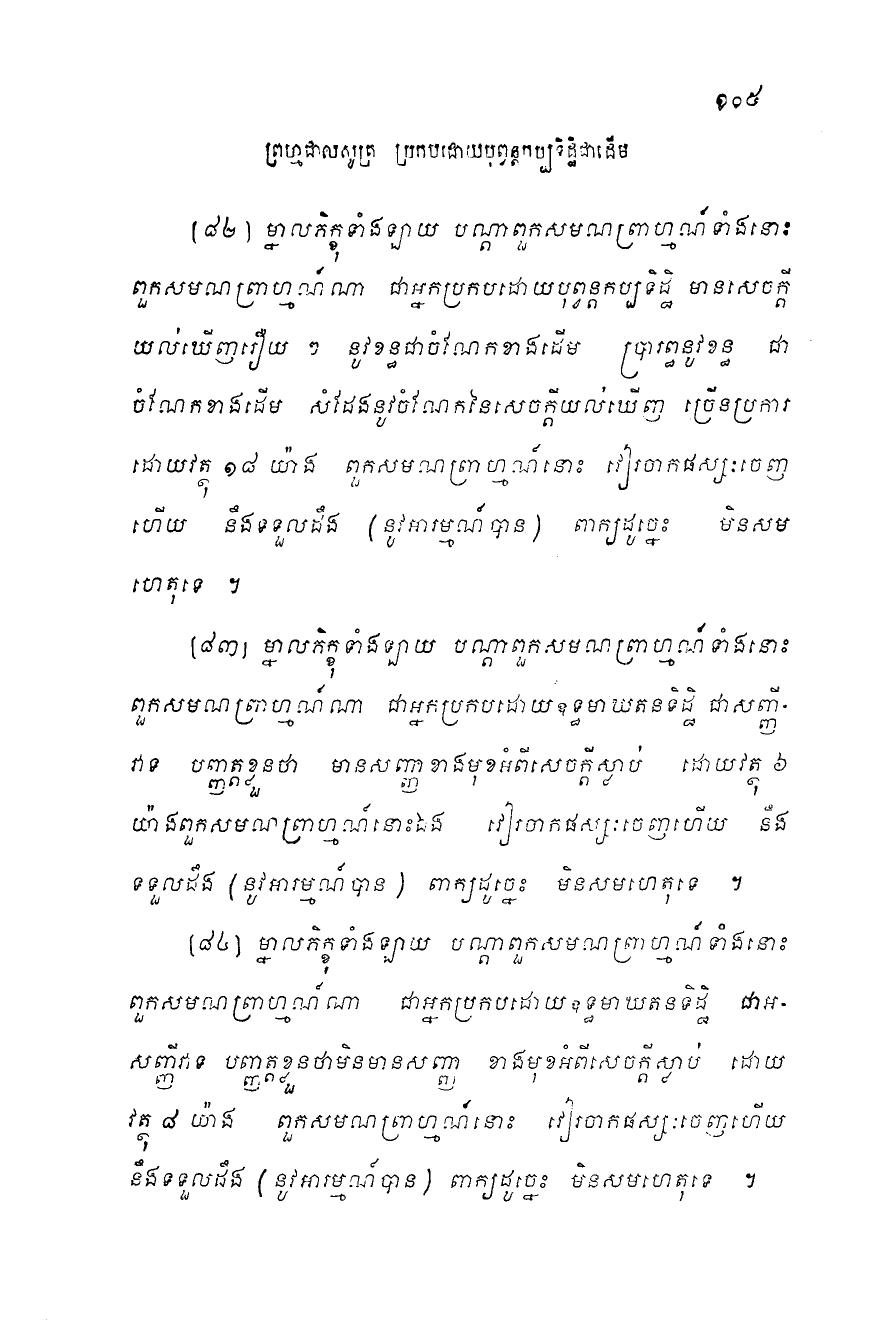 ១០៥
ព្រហ្មជាលសូត្រ ប្រកបដោយបុព្វន្តកប្បទិដ្ឋិជាដើម
(៨២) ម្នាលភិក្ខុទាំងឡាយ បណ្តាពួកសមណព្រាហ្មណ៍ទាំងនោះ
ពួកសមណព្រាហ្មណ៍ណា ជាអ្នកប្រកបដោយបុព្វន្តកប្បទិដ្ឋិ មានសេចក្តី
យល់ឃើញរឿយ ៗ នូវខន្ធជាចំណែកខាងដើម ប្រារព្ធនូវខន្ធ ជា
ចំណែកខាងដើម សំដែងនូវចំណែកនៃសេចក្តីយល់ឃើញ ច្រើនប្រការ
ដោយវត្ថុ ១៨ យ៉ាង ពួកសមណព្រាហ្មណ៍នោះ វៀរចាកផស្សៈចេញ
ហើយ នឹងទទួលដឹង (នូវអារម្មណ៍បាន) ពាក្យដូច្នេះ មិនសម
ហេតុទេ ។
(៨៣) ម្នាលភិក្ខុទាំងឡាយ បណ្តាពួកសមណព្រាហ្មណ៍ទាំងនោះ
ពួកសមណព្រាហ្មណ៍ណា ជាអ្នកប្រកបដោយឧទ្ធមាឃតនទិដ្ឋិ ជាសញ្ញី-
វាទ បញ្ញត្តខ្លួនថា មានសញ្ញាខាងមុខអំពីសេចក្តីស្លាប់ ដោយវត្ថុ ៦
យ៉ាងពួកសមណព្រាហ្មណ៍នោះឯង វៀរចាកផស្សៈចេញហើយ នឹង
ទទួលដឹង (នូវអារម្មណ៍បាន) ពាក្យដូច្នេះ មិនសមហេតុទេ ។
(៨៤) ម្នាលភិក្ខុទាំងឡាយ បណ្តាពួកសមណព្រាហ្មណ៍ទាំងនោះ
ពួកសមណព្រាហ្មណ៍ណា ជាអ្នកប្រកបដោយឧទ្ធមាឃតនទិដ្ឋិ ជាអ-
សញ្ញីវាទ បញ្ញត្តខ្លួនថាមិនមានសញ្ញា ខាងមុខអំពីសេចក្តីស្លាប់ ដោយ
វត្ថុ ៨ យ៉ាង ពួកសមណព្រាហ្មណ៍នោះ វៀរចាកផស្សៈចេញហើយ
នឹងទទួលដឹង (នូវអារម្មណ៍បាន) ពាក្យដូច្នេះ មិនសមហេតុទេ ។